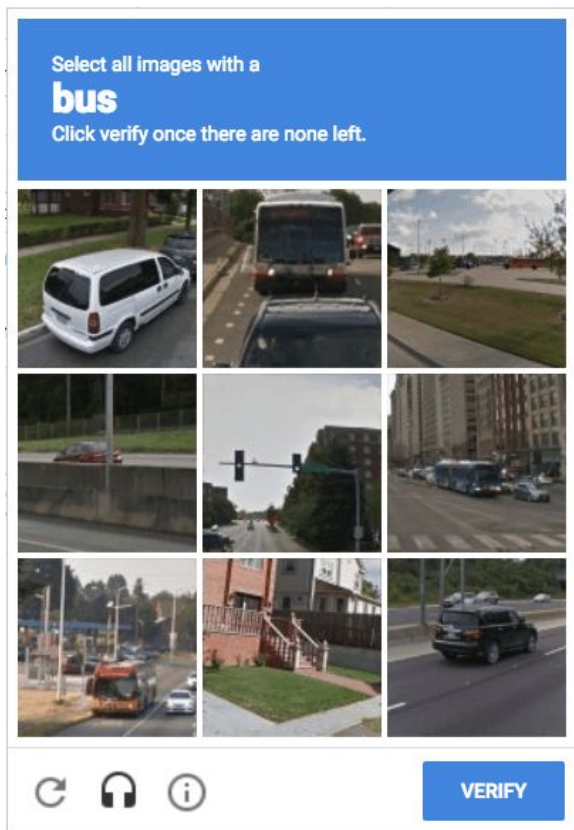 Select all images with a
bus
Click verify once there are none left.
VERIFY